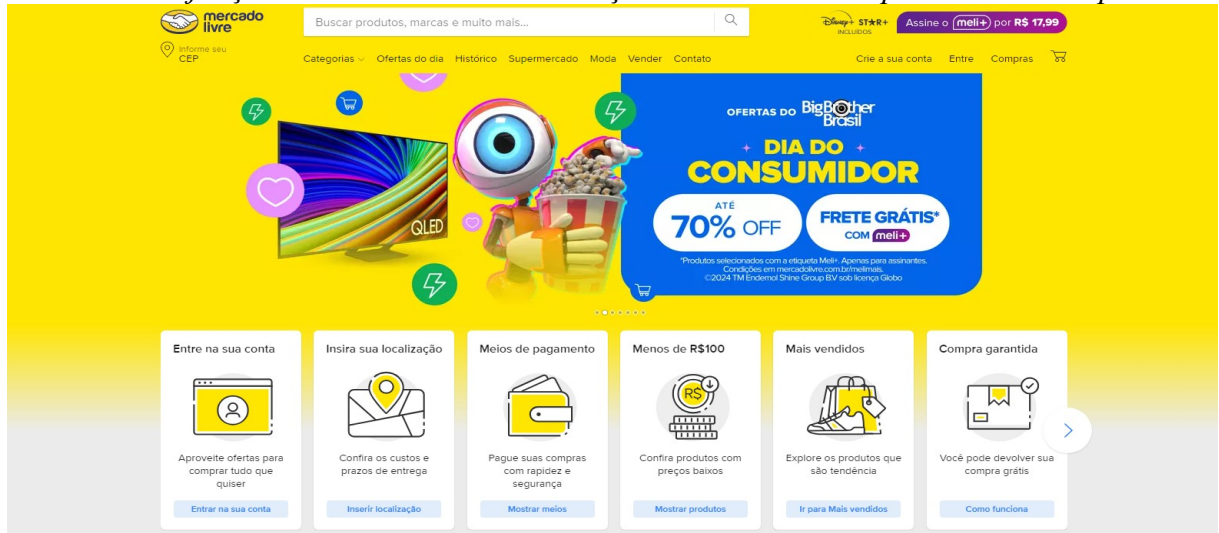 mercado
livre
Buscar produtos, marcas e muito mais...
Disney+ ST★R+
INCLUÍDOS
Assine o meli+ por R$ 17,99
Informe seu
CEP
Categorias Ofertas do dia Histórico Supermercado Moda Vender Contato
Crie a sua conta Entre Compras
QLED
OFERTAS DO BigBrother
Brasil
DIA DO
CONSUMIDOR
ATÉ
70% OFF
FRETE GRÁTIS*
COM meli+
*Produtos selecionados com a etiqueta Meli+. Apenas para assinantes.
Condições em mercadolivre.com.br/melimais.
©2024 TM Endemol Shine Group BV sob licença Globo
Entre na sua conta
Aproveite ofertas para
comprar tudo que
quiser
Entrar na sua conta
Insira sua localização
Confira os custos e
prazos de entrega
Inserir localização
Meios de pagamento
Pague suas compras
com rapidez e
segurança
Mostrar meios
Menos de R$100
R$
Confira produtos com
preços baixos
Mostrar produtos
Mais vendidos
Explore os produtos que
são tendência
Ir para Mais vendidos
Compra garantida
Você pode devolver sua
compra grátis
Como funciona